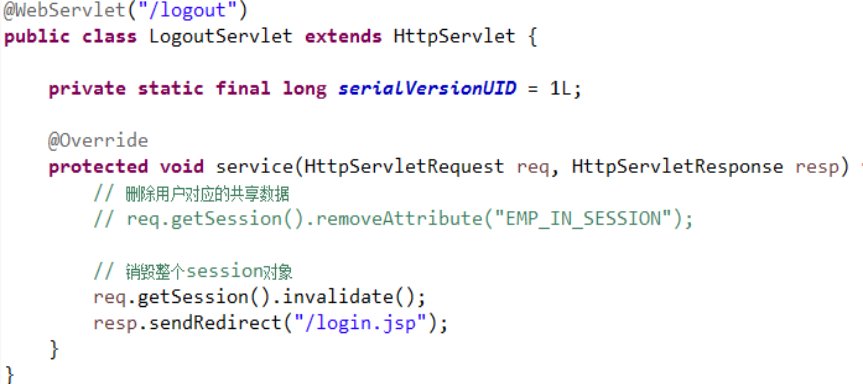 @WebServlet("/logout")
public class LogoutServlet extends HttpServlet {
private static final long serialVersionUID = 1L;
@Override
protected void service(HttpServletRequest req, HttpServletResponse resp)
// 删除用户对应的共享数据
// req.getSession().removeAttribute("EMP_IN_SESSION");
// 销毁整个session对象
req.getSession().invalidate();
resp.sendRedirect("/login.jsp");
}
}